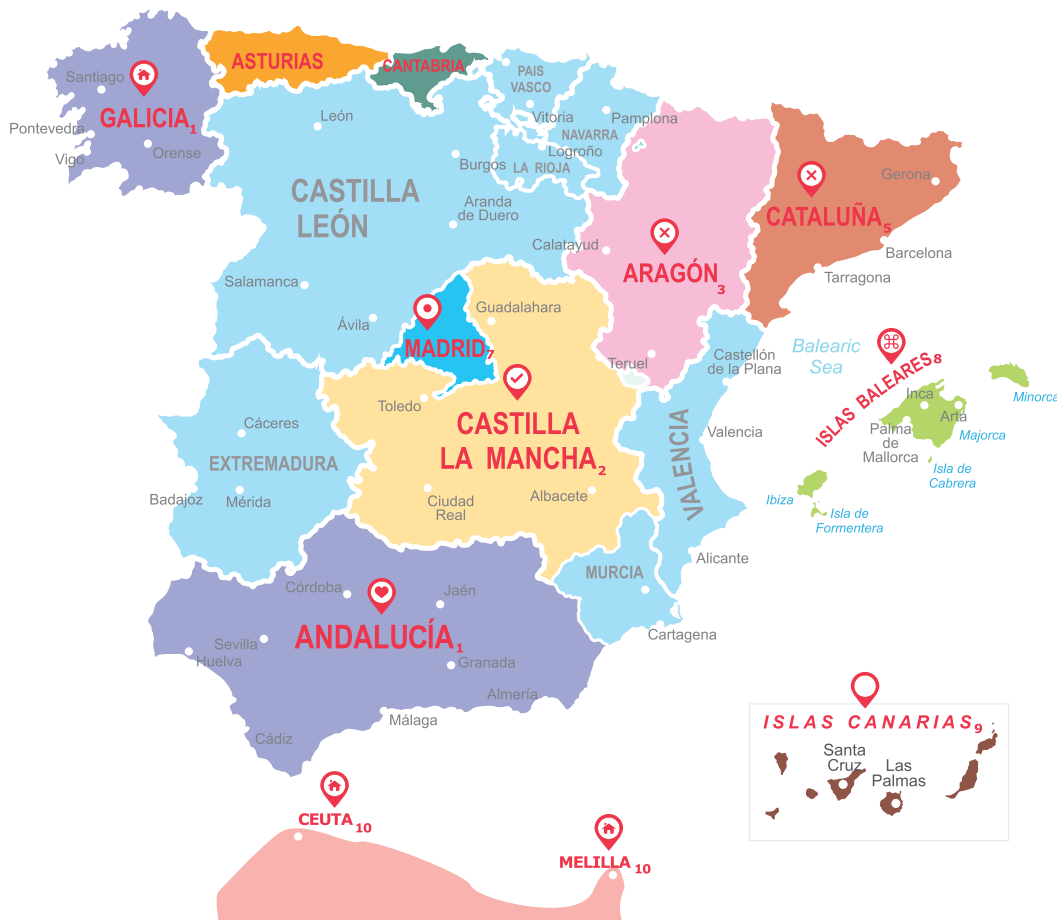 ASTURIAS
CANTABRIA
PAIS
VASCO
Santiago
GALICIA1
León
Vitoria
Pamplona
Pontevedra
NAVARRA
Orense
Logroño
Vigo
Burgos
LA RIOJA
Gerona
CASTILLA
LEÓN
Aranda
de Duero
CATALUÑA5
Calatayud
Barcelona
ARAGÓN3
Tarragona
Salamanca
Guadalahara
Ávila
MADRID7
Balearic
Sea
Teruel
Castellón
de la Plana
ISLAS BALEARES8
Minorca
Inca
Artá
Toledo
Palma
de
Mallorca
Majorca
Cáceres
CASTILLA
LA MANCHA2
Valencia
VALENCIA
EXTREMADURA
Isla de
Cabrera
Badajoz
Mérida
Ciudad
Real
Albacete
Ibiza
Isla de
Formentera
Alicante
MURCIA
Córdoba
Jaén
ANDALUCÍA1
Cartagena
Sevilla
Huelva
Granada
Almería
Málaga
Cádiz
ISLAS CANARIAS9
Santa
Cruz
Las
Palmas
CEUTA10
MELILLA10